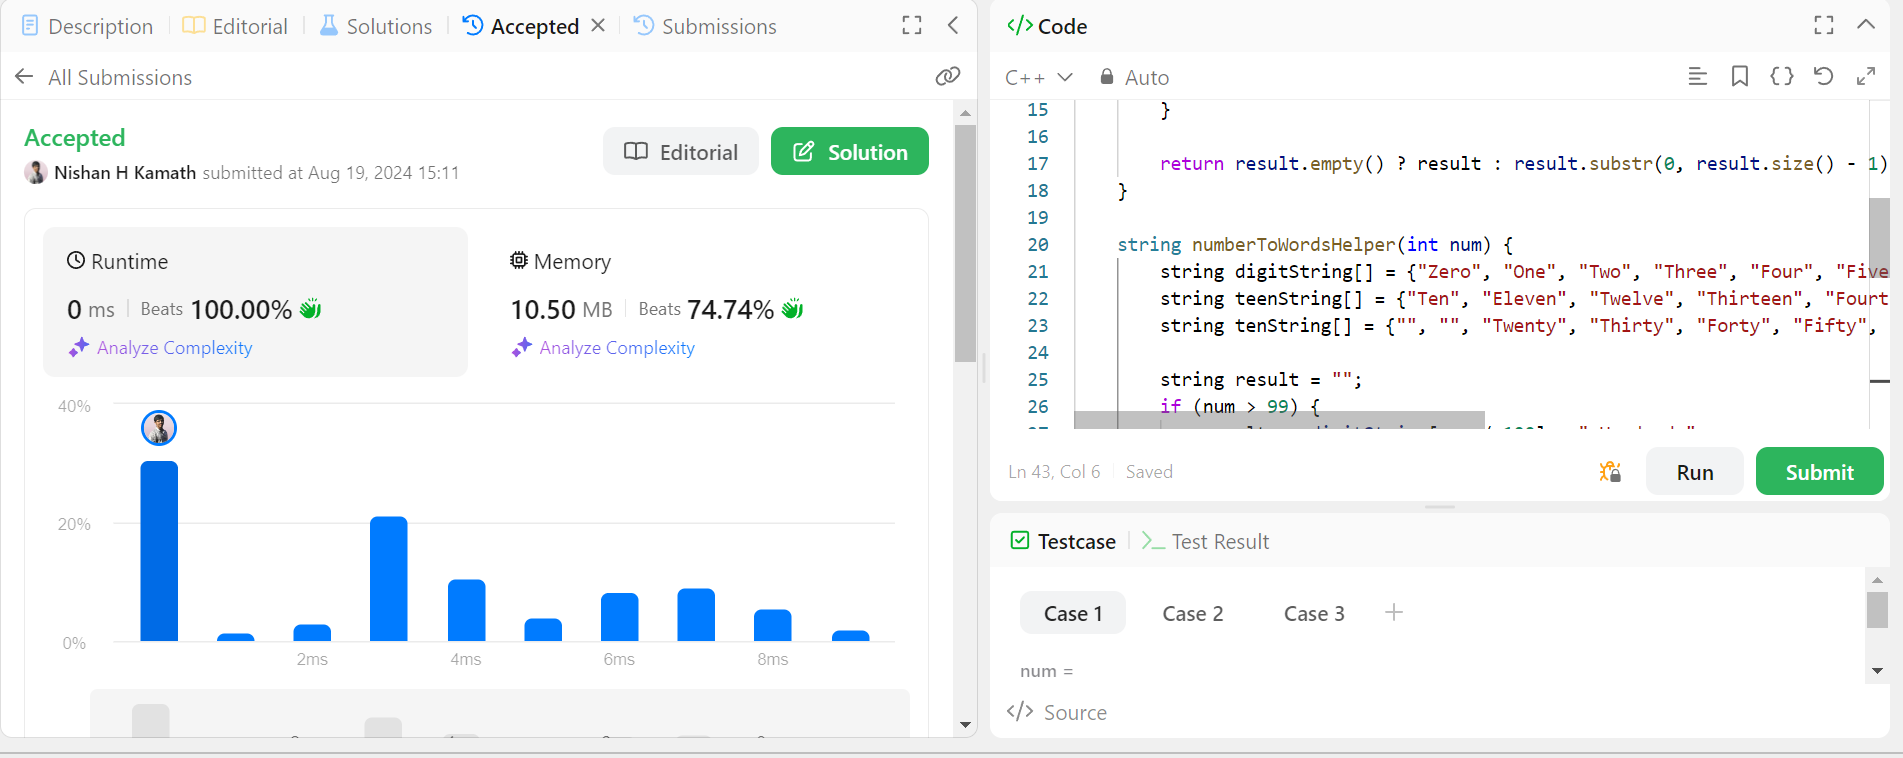 Description
Editorial
Solutions
Accepted
Submissions
All Submissions
Accepted
Nishan H Kamath submitted at Aug 19, 2024 15:11
Editorial
Solution
Runtime
0 ms
Beats 100.00%
Analyze Complexity
Memory
10.50 MB
Beats 74.74%
Analyze Complexity
40%
20%
0%
2ms
4ms
6ms
8ms
</> Code
C++
Auto
15 }
16
17 return result.empty() ? result : result.substr(0, result.size() - 1)
18 }
19
20 string numberToWordsHelper(int num) {
21 string digitString[] = {"Zero", "One", "Two", "Three", "Four", "Five
22 string teenString[] = {"Ten", "Eleven", "Twelve", "Thirteen", "Fourt
23 string tenString[] = {"", "", "Twenty", "Thirty", "Forty", "Fifty",
24
25 string result = "";
26 if (num > 99) {
Ln 43, Col 6
Saved
Run
Submit
Testcase
Test Result
Case 1
Case 2
Case 3
num =
</> Source